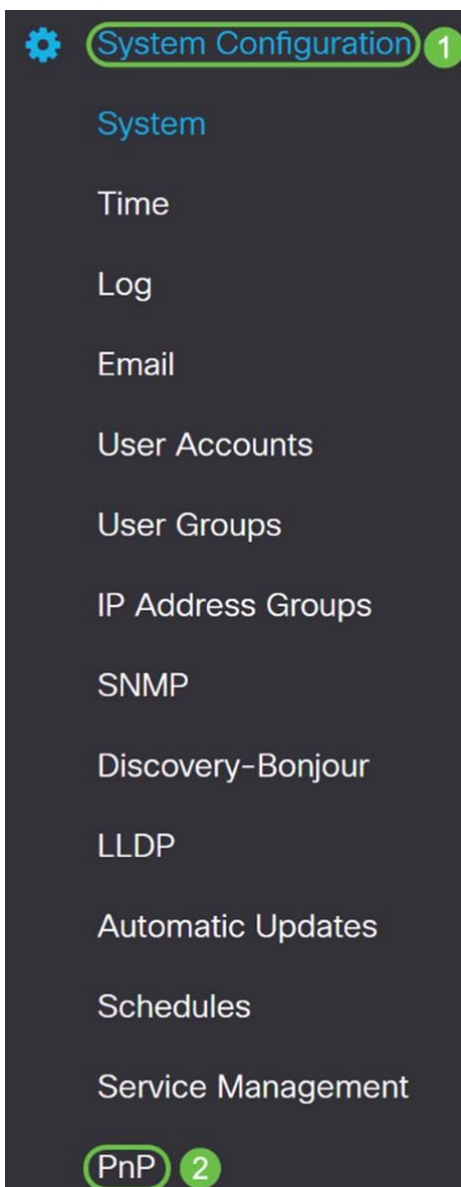 System Configuration 1
System
Time
Log
Email
User Accounts
User Groups
IP Address Groups
SNMP
Discovery-Bonjour
LLDP
Automatic Updates
Schedules
Service Management
PnP 2